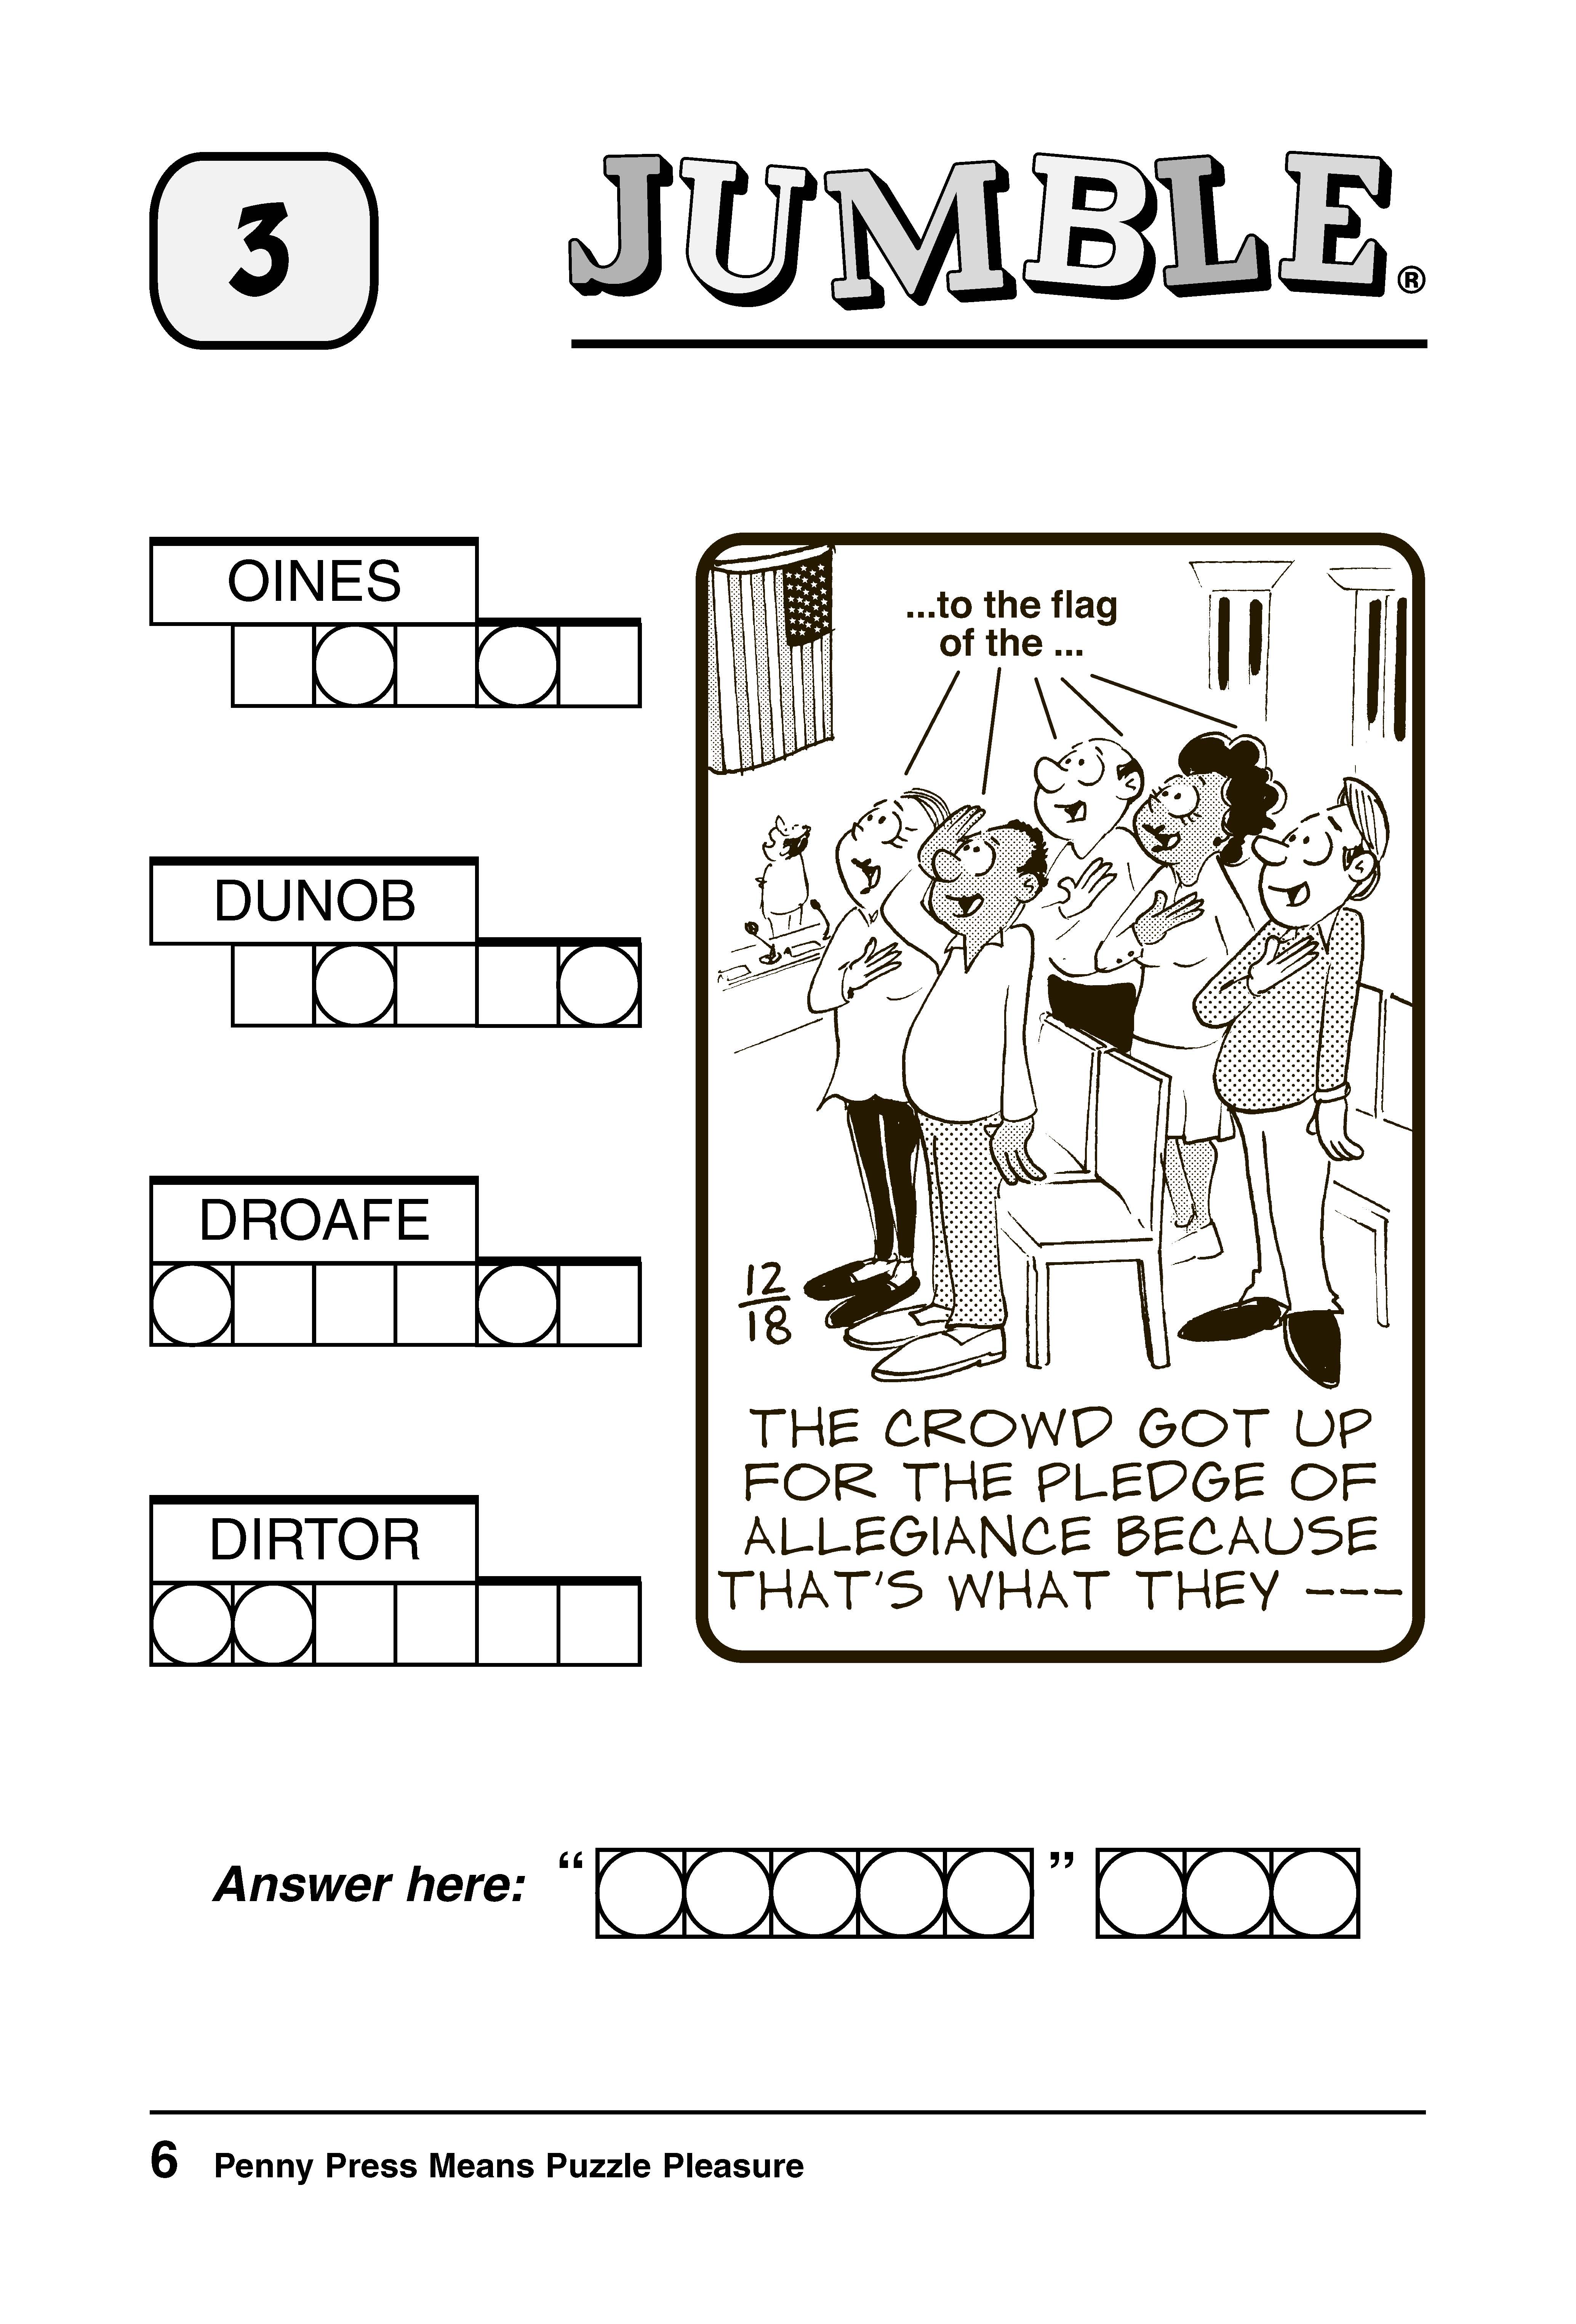 3
JUMBLE®
OINES
DUNOB
DROAFE
DIRTOR
...to the flag
of the ...
12
18
THE CROWD GOT UP
FOR THE PLEDGE OF
ALLEGIANCE BECAUSE
THAT'S WHAT THEY ---
Answer here: “ ”
6 Penny Press Means Puzzle Pleasure